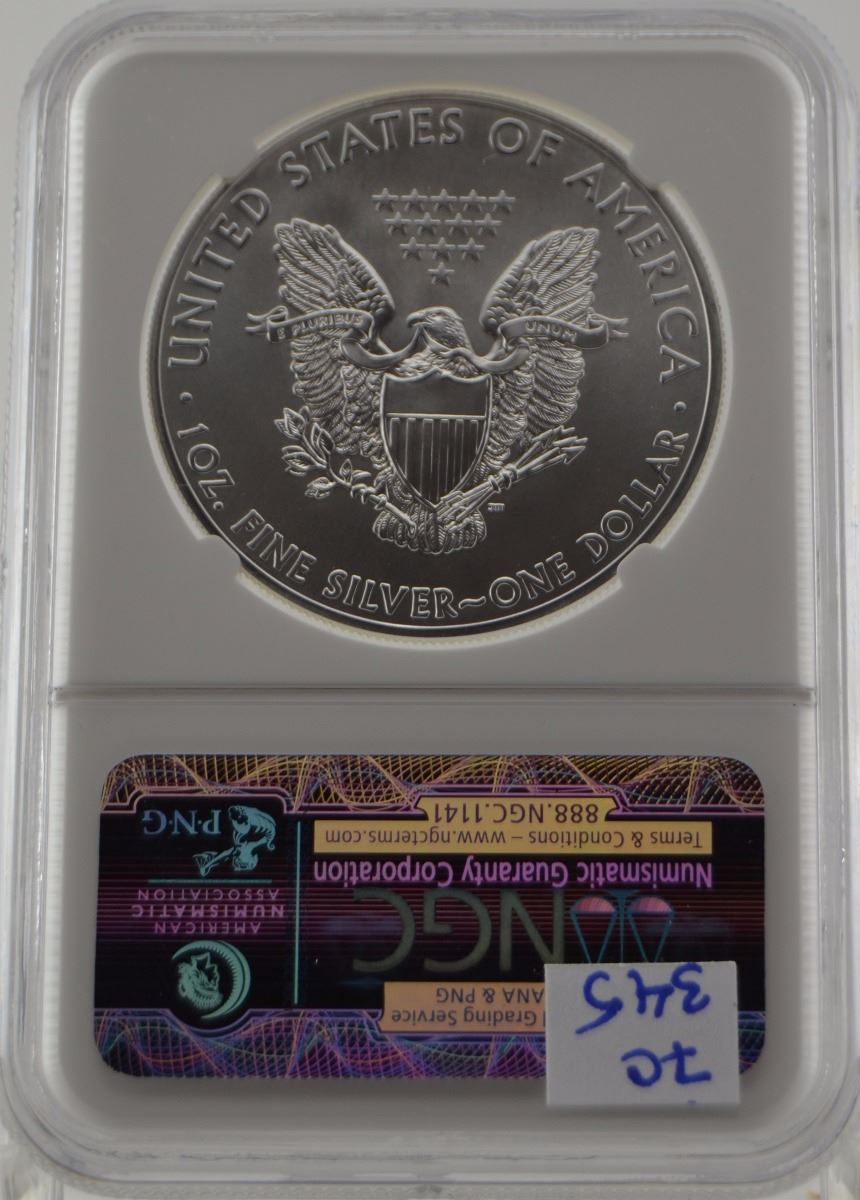 UNITED STATES OF AMERICA
E PLURIBUS UNUM
· 1 OZ. FINE SILVER~ONE DOLLAR ·
7C
345
Grading Service
ANA & PNG
NGC
Numismatic Guaranty Corporation
Terms & Conditions – www.ngcterms.com
888.NGC.1141
AMERICAN
NUMISMATIC
ASSOCIATION
P·N·G